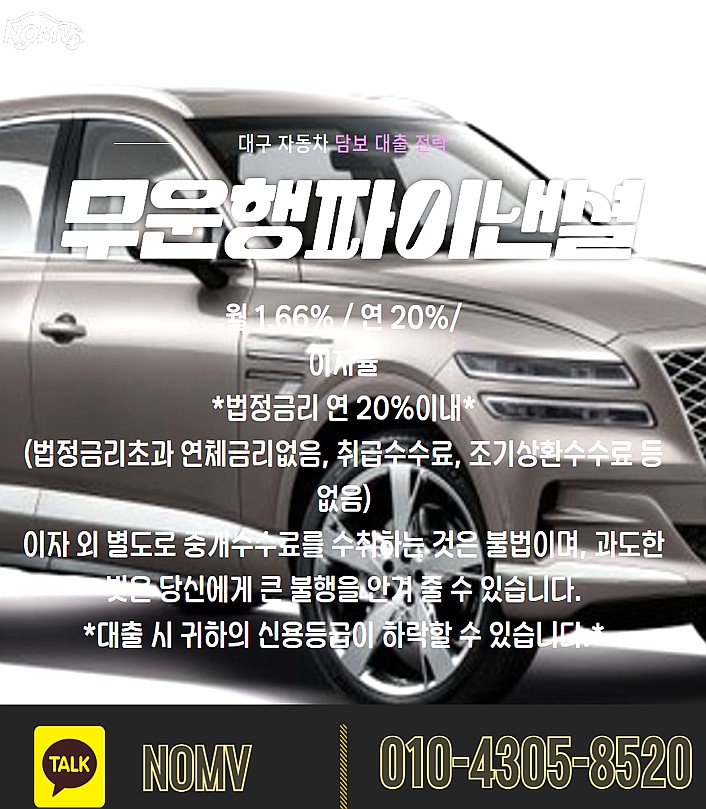 NOMV
대구 자동차 담보 대출 전략
무운행파이낸셜
월 1.66% / 연 20%/
이자율
*법정금리 연 20%이내*
(법정금리초과 연체금리없음, 취급수수료, 조기상환수수료 등
없음)
이자 외 별도로 중개수수료를 수취하는 것은 불법이며, 과도한
빚은 당신에게 큰 불행을 안겨 줄 수 있습니다.
*대출 시 귀하의 신용등급이 하락할 수 있습니다.*
TALK NOMV 010-4305-8520